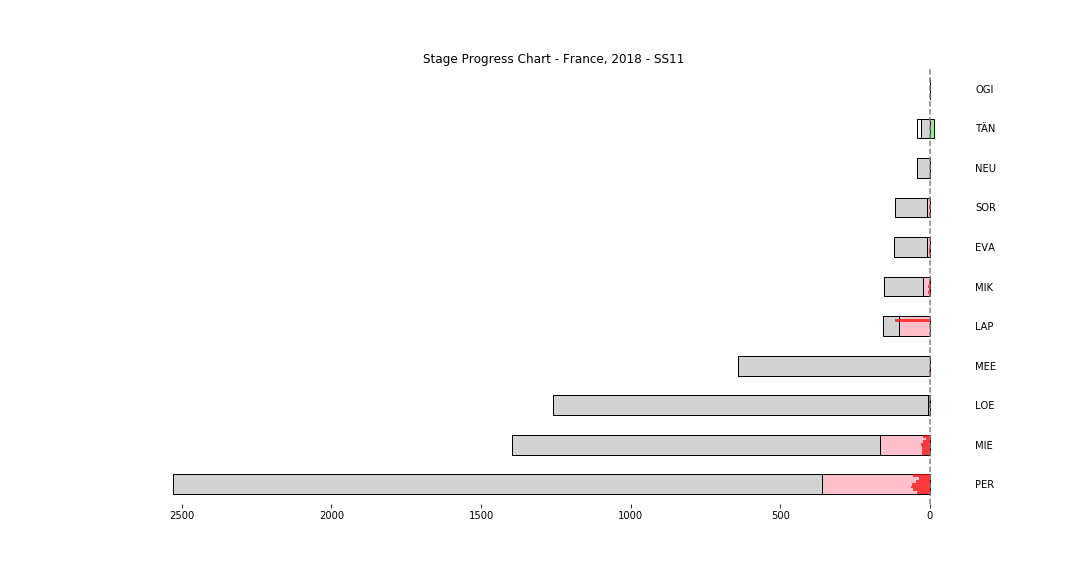 Stage Progress Chart - France, 2018 - SS11
OGI
TÄN
NEU
SOR
EVA
MIK
LAP
MEE
LOE
MIE
PER
2500 2000 1500 1000 500 0